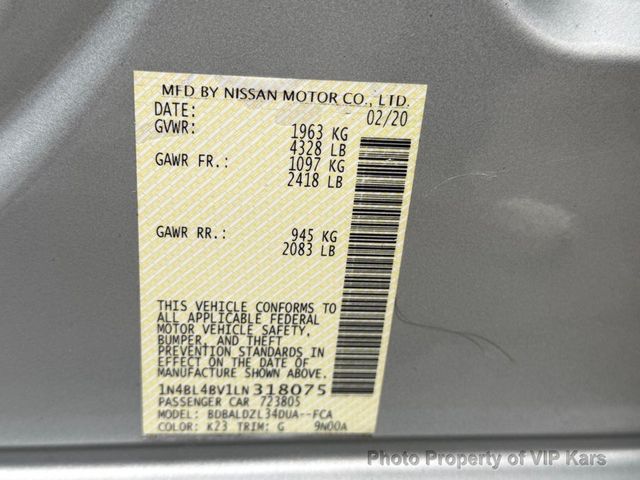 MFD BY NISSAN MOTOR CO., LTD.
DATE: 02/20
GVWR: 1963 KG
4328 LB
GAWR FR.: 1097 KG
2418 LB
GAWR RR.: 945 KG
2083 LB
THIS VEHICLE CONFORMS TO
ALL APPLICABLE FEDERAL
MOTOR VEHICLE SAFETY,
BUMPER, AND THEFT
PREVENTION STANDARDS IN
EFFECT ON THE DATE OF
MANUFACTURE SHOWN ABOVE.
1N4BL4BV1LN318075
PASSENGER CAR 723805
MODEL: BDBALDZL34DUA--FCA
COLOR: K23 TRIM: G 9N00A
Photo Property of VIP Kars